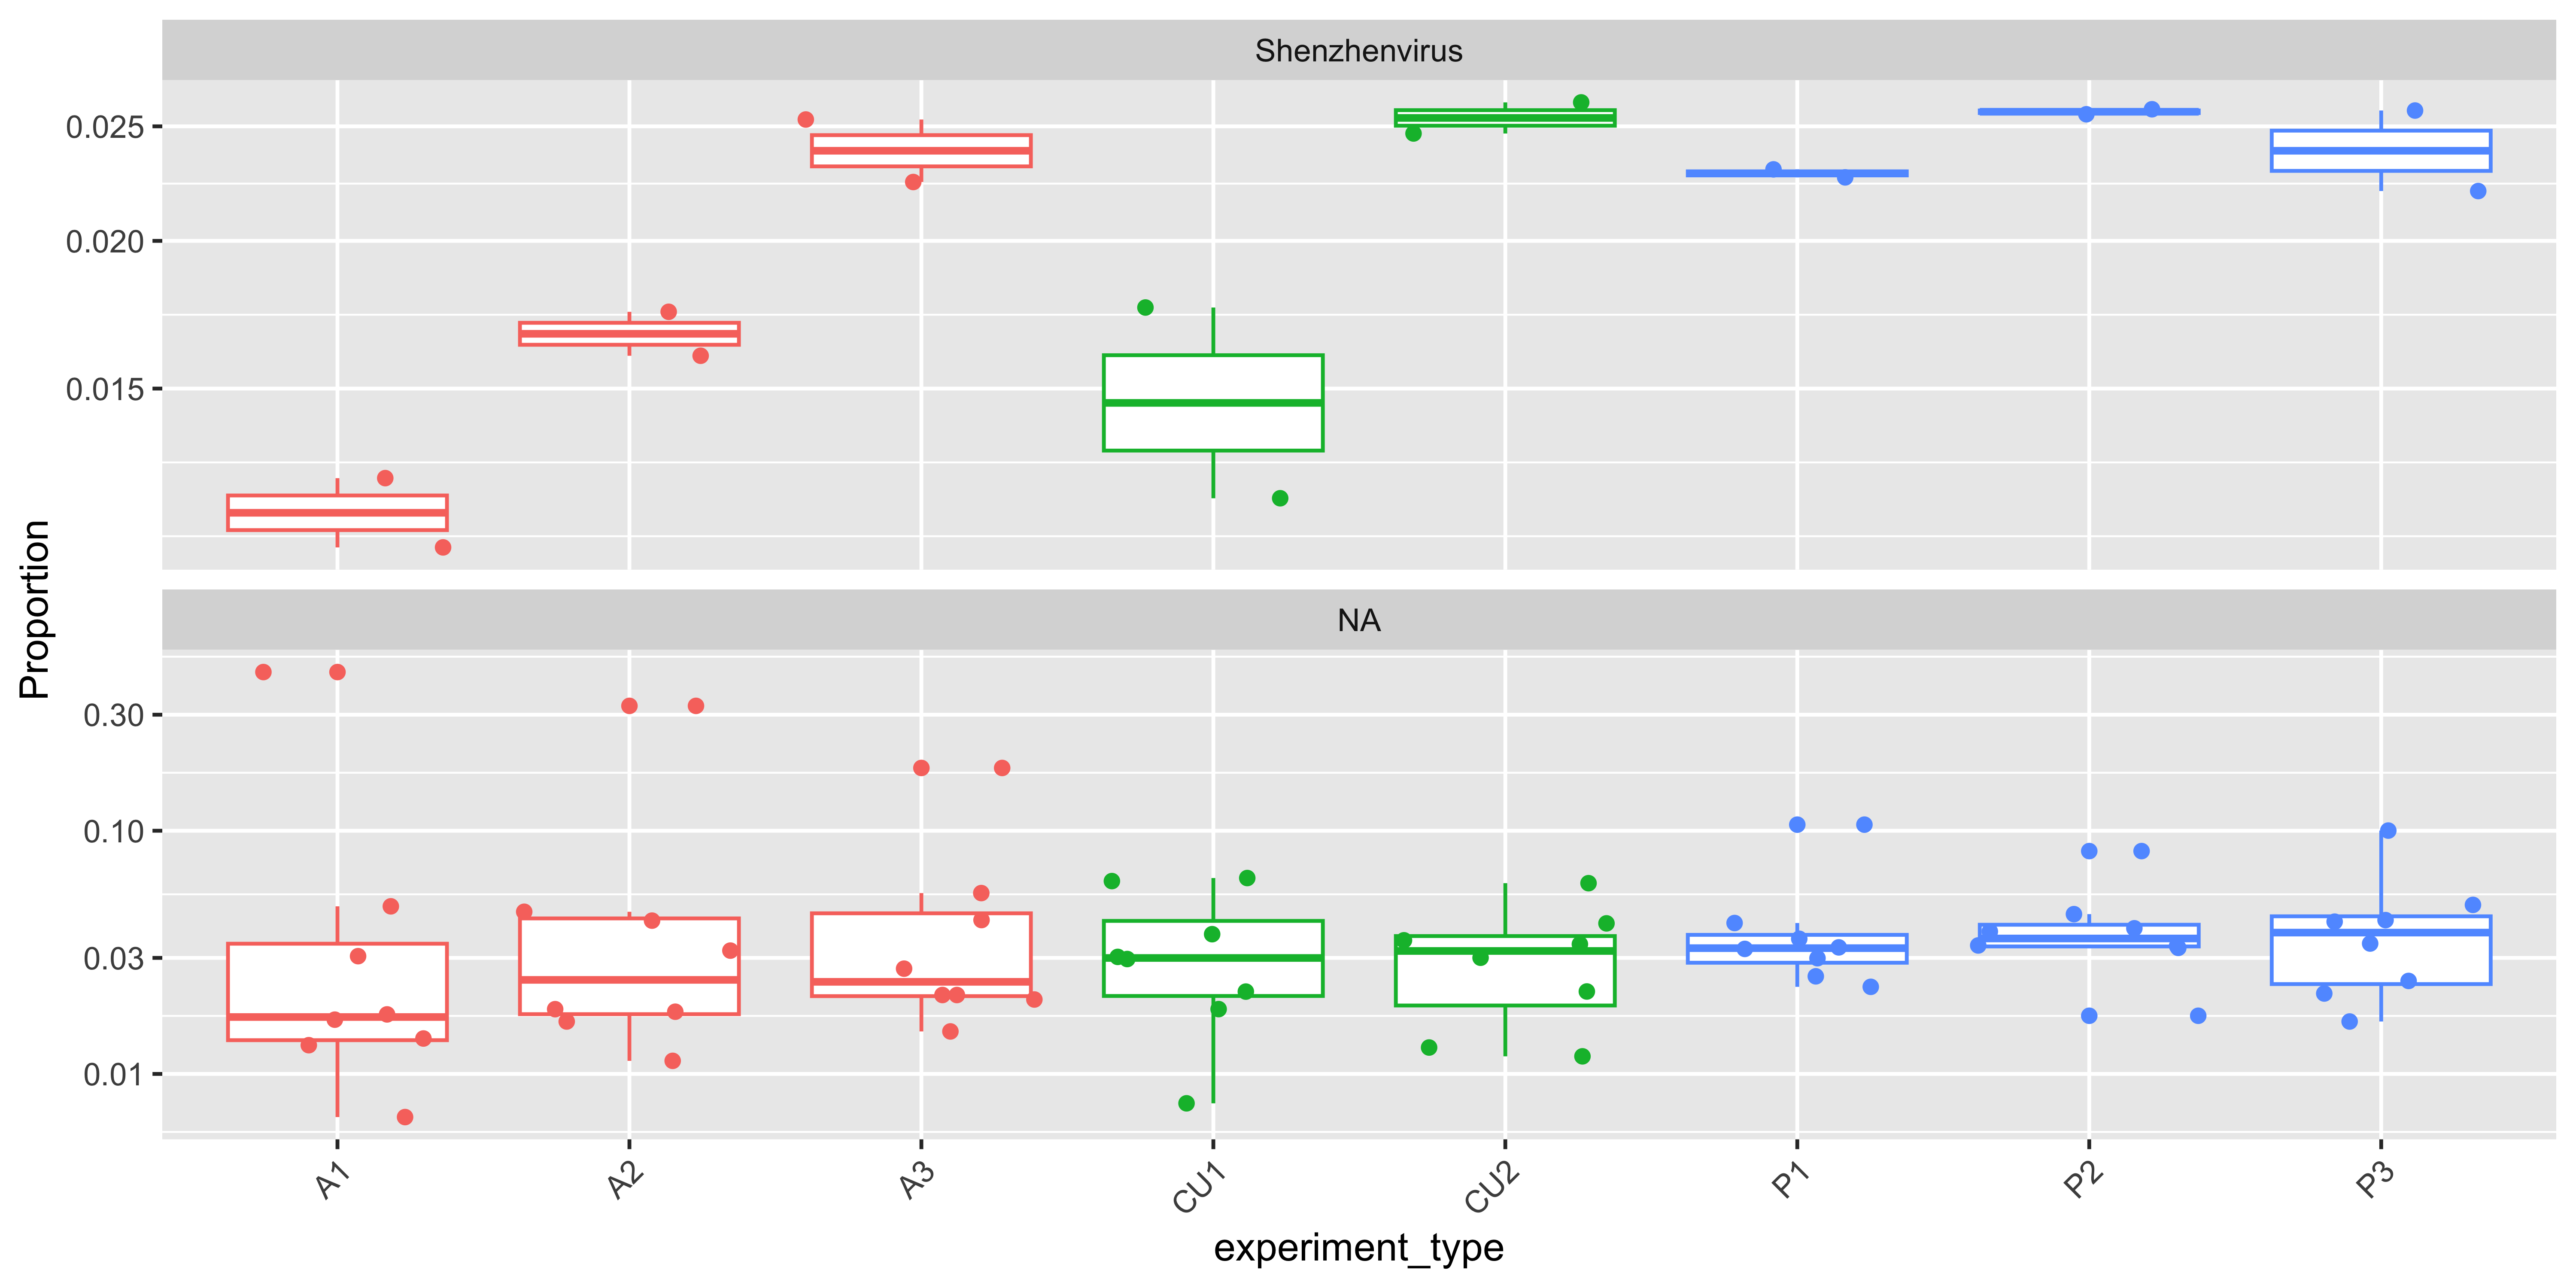 Shenzhenvirus
0.025
0.020
0.015
Proportion
NA
0.30
0.10
0.03
0.01
A1 A2 A3 CU1 CU2 P1 P2 P3
experiment_type